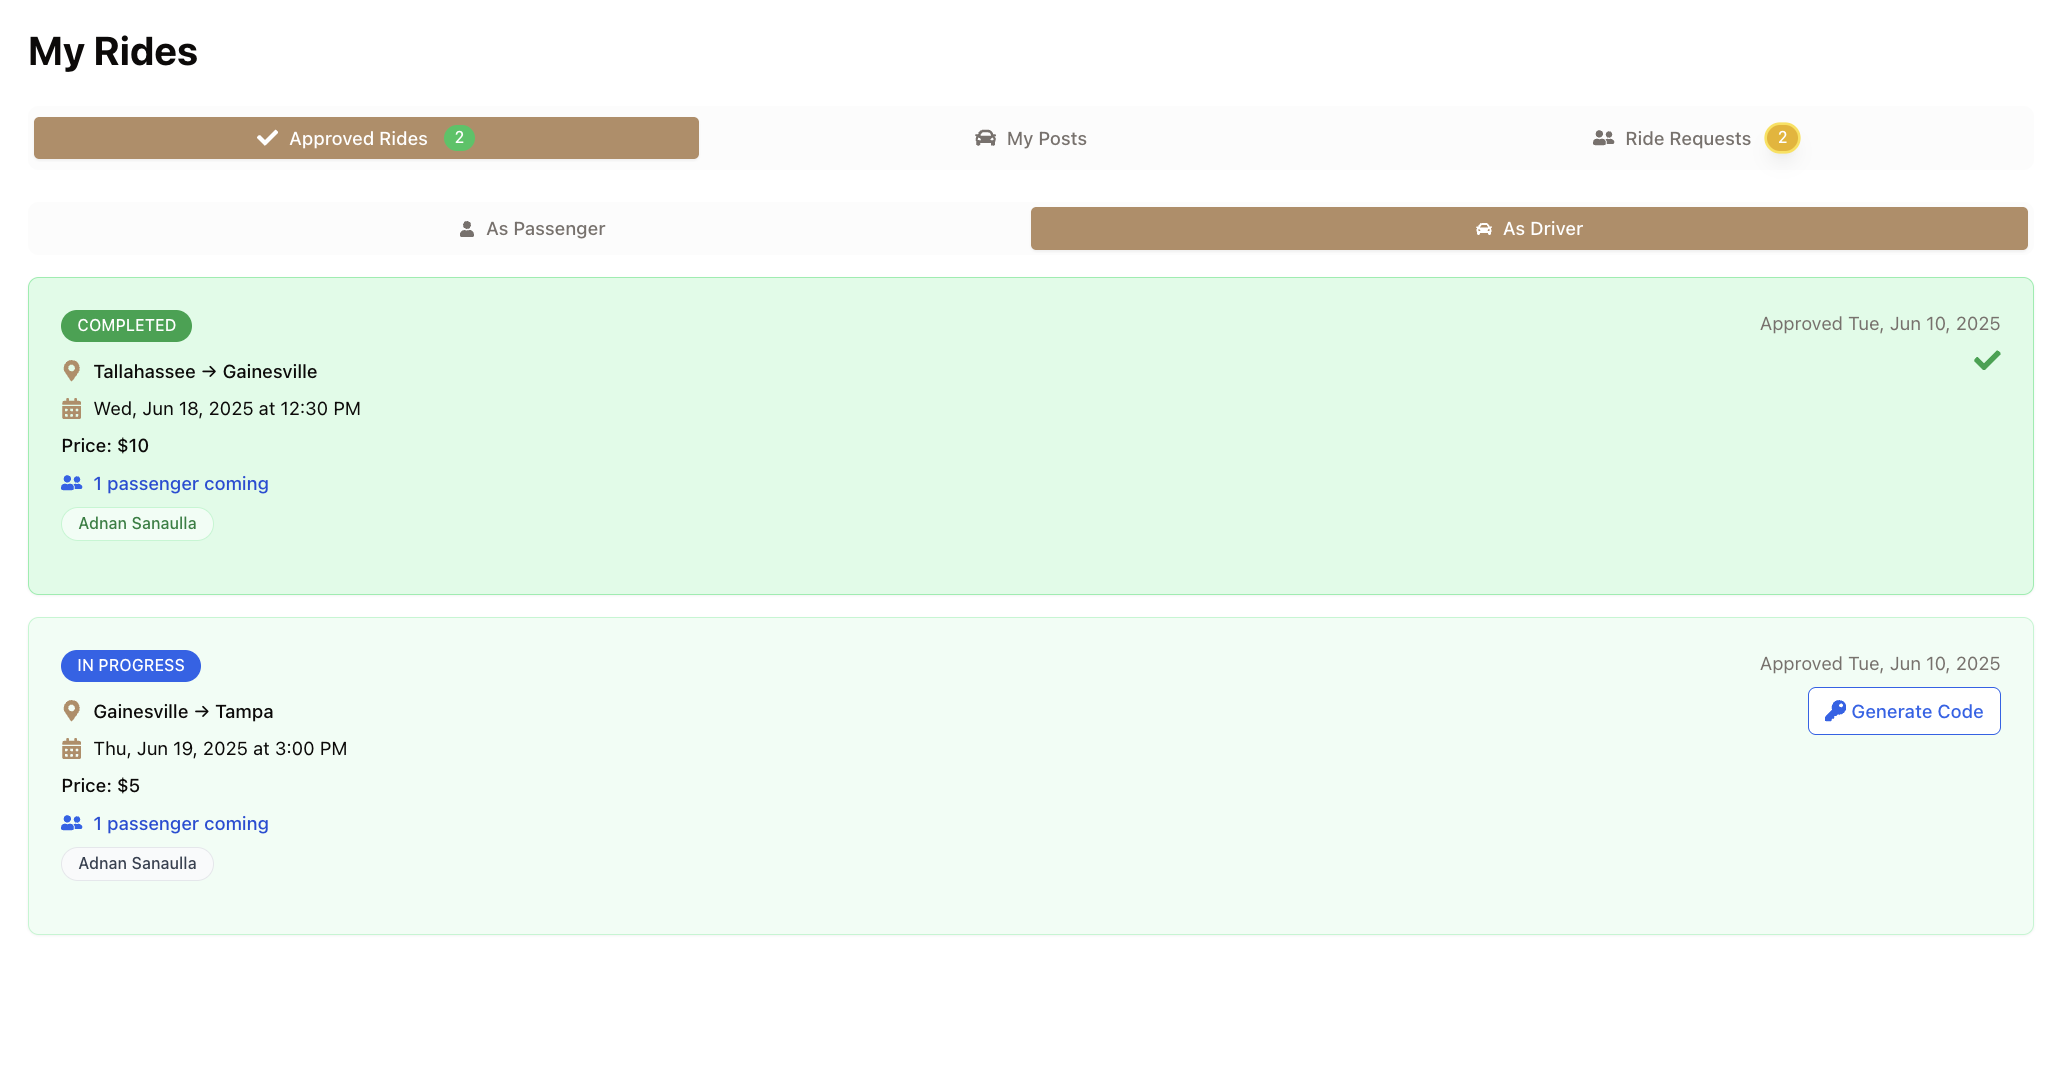 My Rides
Approved Rides 2
My Posts
Ride Requests 2
As Passenger
As Driver
COMPLETED
Approved Tue, Jun 10, 2025
Tallahassee → Gainesville
Wed, Jun 18, 2025 at 12:30 PM
Price: $10
1 passenger coming
Adnan Sanaulla
IN PROGRESS
Approved Tue, Jun 10, 2025
Gainesville → Tampa
Generate Code
Thu, Jun 19, 2025 at 3:00 PM
Price: $5
1 passenger coming
Adnan Sanaulla